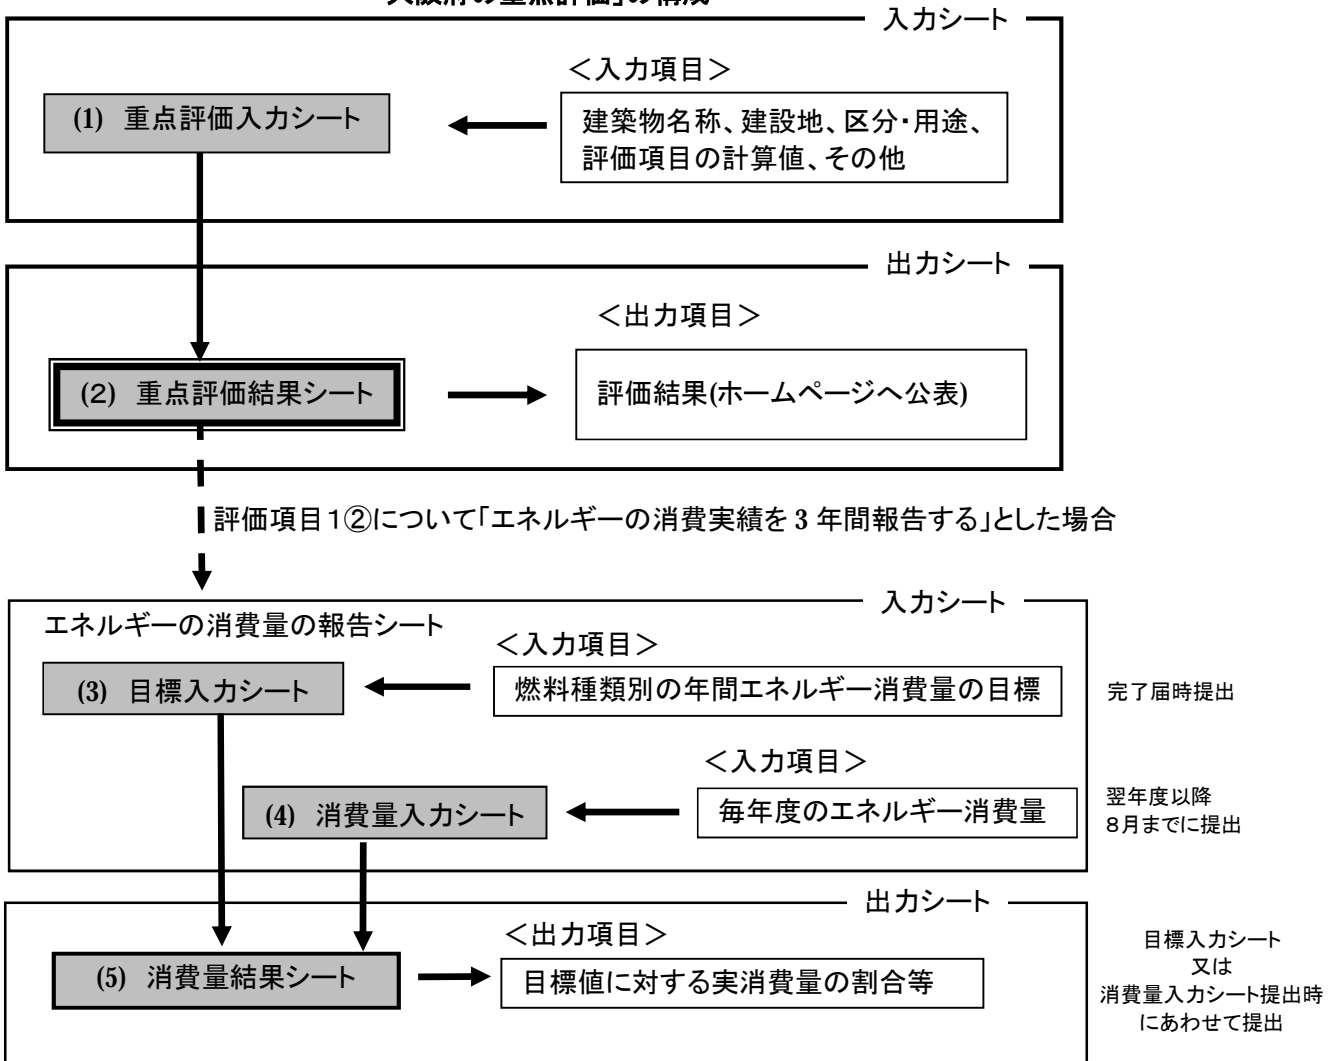 大阪府の重点評価」の構成
入力シート
＜入力項目＞
(1) 重点評価入力シート
建築物名称、建設地、区分・用途、
評価項目の計算値、その他
出力シート
＜出力項目＞
(2) 重点評価結果シート
評価結果(ホームページへ公表)
評価項目１②について「エネルギーの消費実績を 3 年間報告する」とした場合
入力シート
エネルギーの消費量の報告シート
＜入力項目＞
(3) 目標入力シート
燃料種類別の年間エネルギー消費量の目標
完了届時提出
＜入力項目＞
(4) 消費量入力シート
毎年度のエネルギー消費量
翌年度以降
８月までに提出
出力シート
＜出力項目＞
(5) 消費量結果シート
目標値に対する実消費量の割合等
目標入力シート
又は
消費量入力シート提出時
にあわせて提出